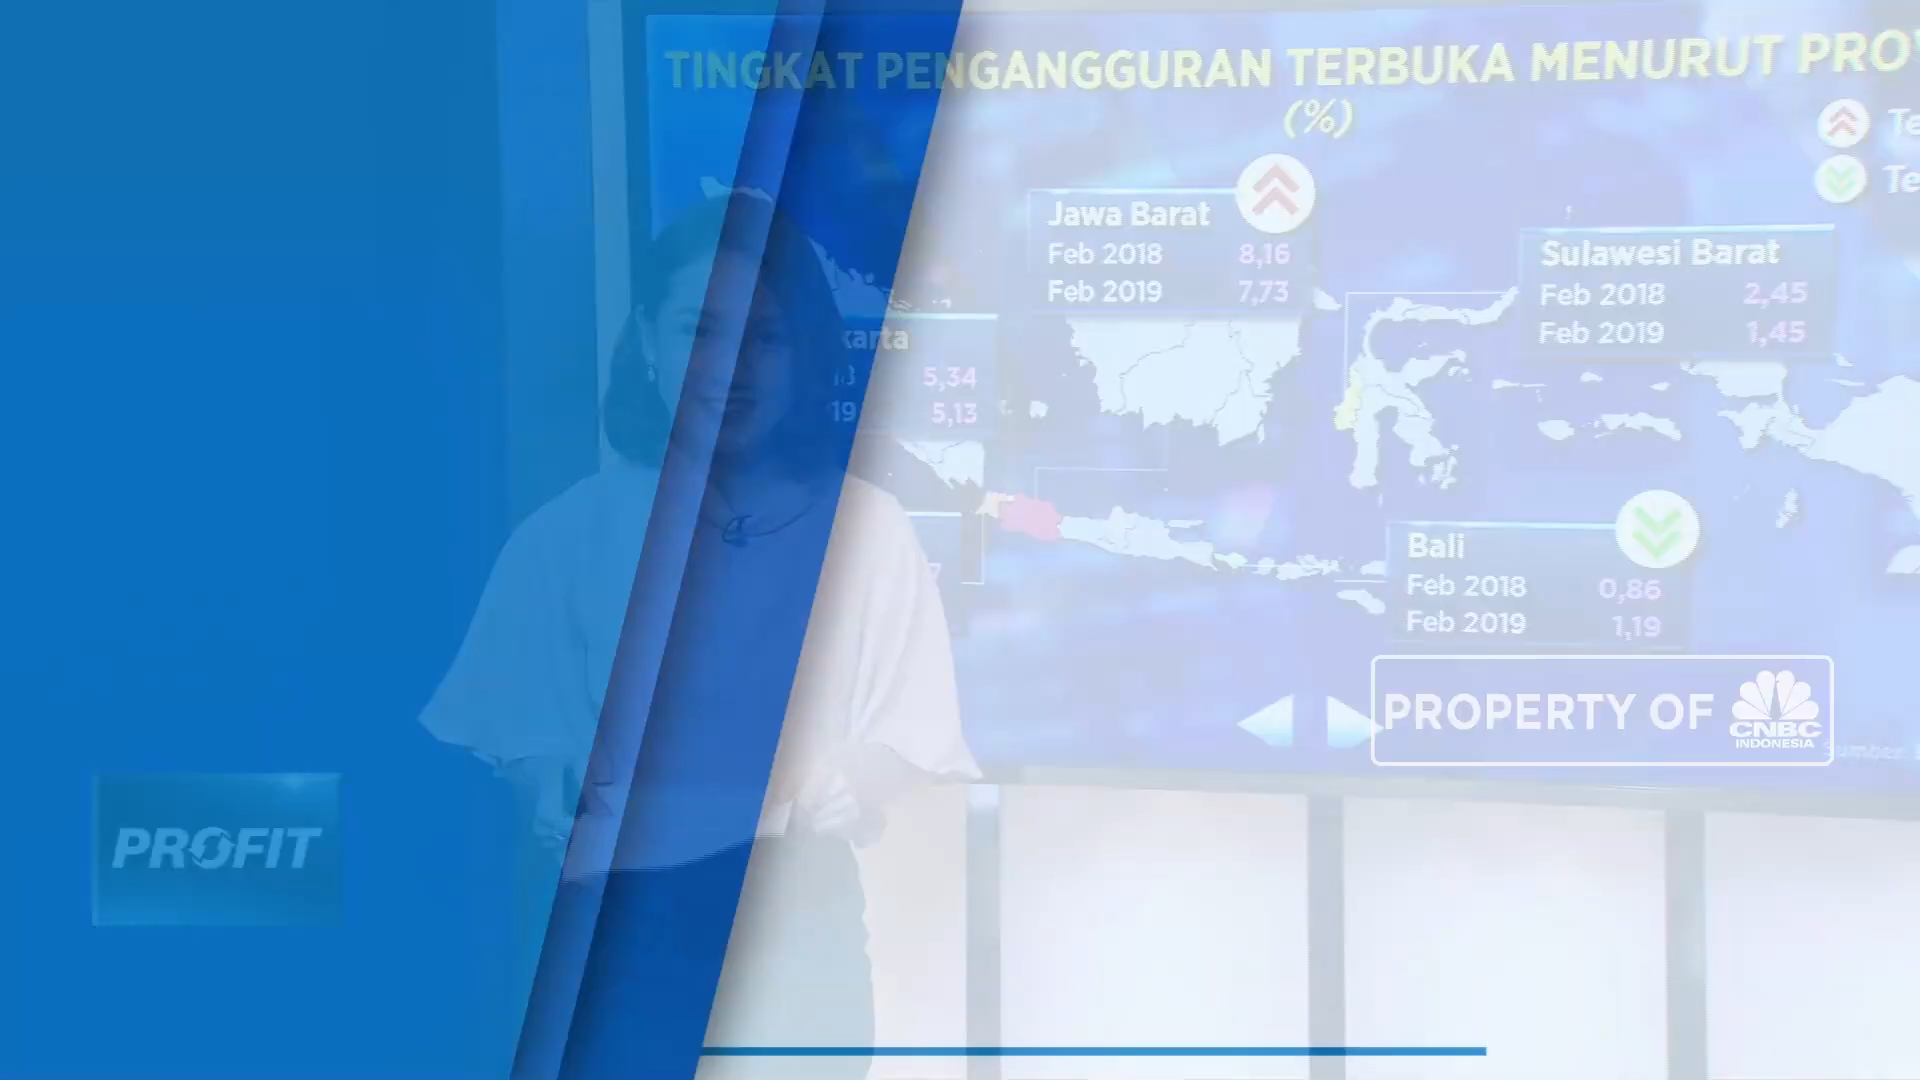 TINGKAT PENGANGGURAN TERBUKA MENURUT
(%)
Jawa Barat
Feb 2018 8,16
Feb 2019 7,73
Sulawesi Barat
Feb 2018 2,45
Feb 2019 1,45
5,34
19 5,13
Bali
Feb 2018 0,86
Feb 2019 1,19
PROPERTY OF CNBC INDONESIA
PROFIT